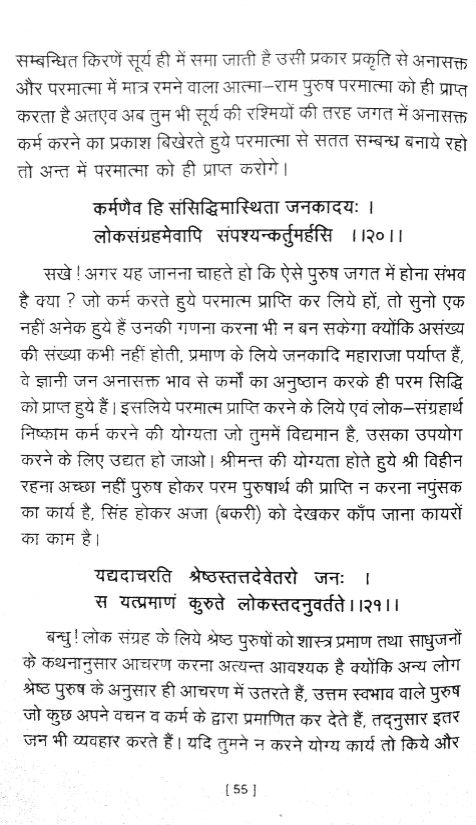 सम्बन्धित किरणें सूर्य ही में समा जाती है उसी प्रकार प्रकृति से अनासक्त
और परमात्मा में मात्र रमने वाला आत्मा–राम पुरुष परमात्मा को ही प्राप्त
करता है अतएव अब तुम भी सूर्य की रश्मियों की तरह जगत में अनासक्त
कर्म करने का प्रकाश बिखेरते हुये परमात्मा से सतत सम्बन्ध बनाये रहो
तो अन्त में परमात्मा को ही प्राप्त करोगे।
कर्मणैव हि संसिद्धिमास्थिता जनकादयः ।
लोकसंग्रहमेवापि संपश्यन्कर्तुमर्हसि ।।२०।।
सखे ! अगर यह जानना चाहते हो कि ऐसे पुरुष जगत में होना संभव
है क्या ? जो कर्म करते हुये परमात्म प्राप्ति कर लिये हों, तो सुनो एक
नहीं अनेक हुये हैं उनकी गणना करना भी न बन सकेगा क्योंकि असंख्य
की संख्या कभी नहीं होती, प्रमाण के लिये जनकादि महाराजा पर्याप्त हैं,
वे ज्ञानी जन अनासक्त भाव से कर्मों का अनुष्ठान करके ही परम सिद्धि
को प्राप्त हुये हैं। इसलिये परमात्म प्राप्ति करने के लिये एवं लोक–संग्रहार्थ
निष्काम कर्म करने की योग्यता जो तुममें विद्यमान है, उसका उपयोग
करने के लिए उद्यत हो जाओ। श्रीमन्त की योग्यता होते हुये श्री विहीन
रहना अच्छा नहीं पुरुष होकर परम पुरुषार्थ की प्राप्ति न करना नपुंसक
का कार्य है, सिंह होकर अजा (बकरी) को देखकर काँप जाना कायरों
का काम है।
यद्यदाचरति श्रेष्ठस्तत्तदेवेतरो जनः ।
स यत्प्रमाणं कुरुते लोकस्तदनुवर्तते।।२१।।
बन्धु ! लोक संग्रह के लिये श्रेष्ठ पुरुषों को शास्त्र प्रमाण तथा साधुजनों
के कथनानुसार आचरण करना अत्यन्त आवश्यक है क्योंकि अन्य लोग
श्रेष्ठ पुरुष के अनुसार ही आचरण में उतरते हैं, उत्तम स्वभाव वाले पुरुष
जो कुछ अपने वचन व कर्म के द्वारा प्रमाणित कर देते हैं, तद्नुसार इतर
जन भी व्यवहार करते हैं। यदि तुमने न करने योग्य कार्य तो किये और
[ 55 ]